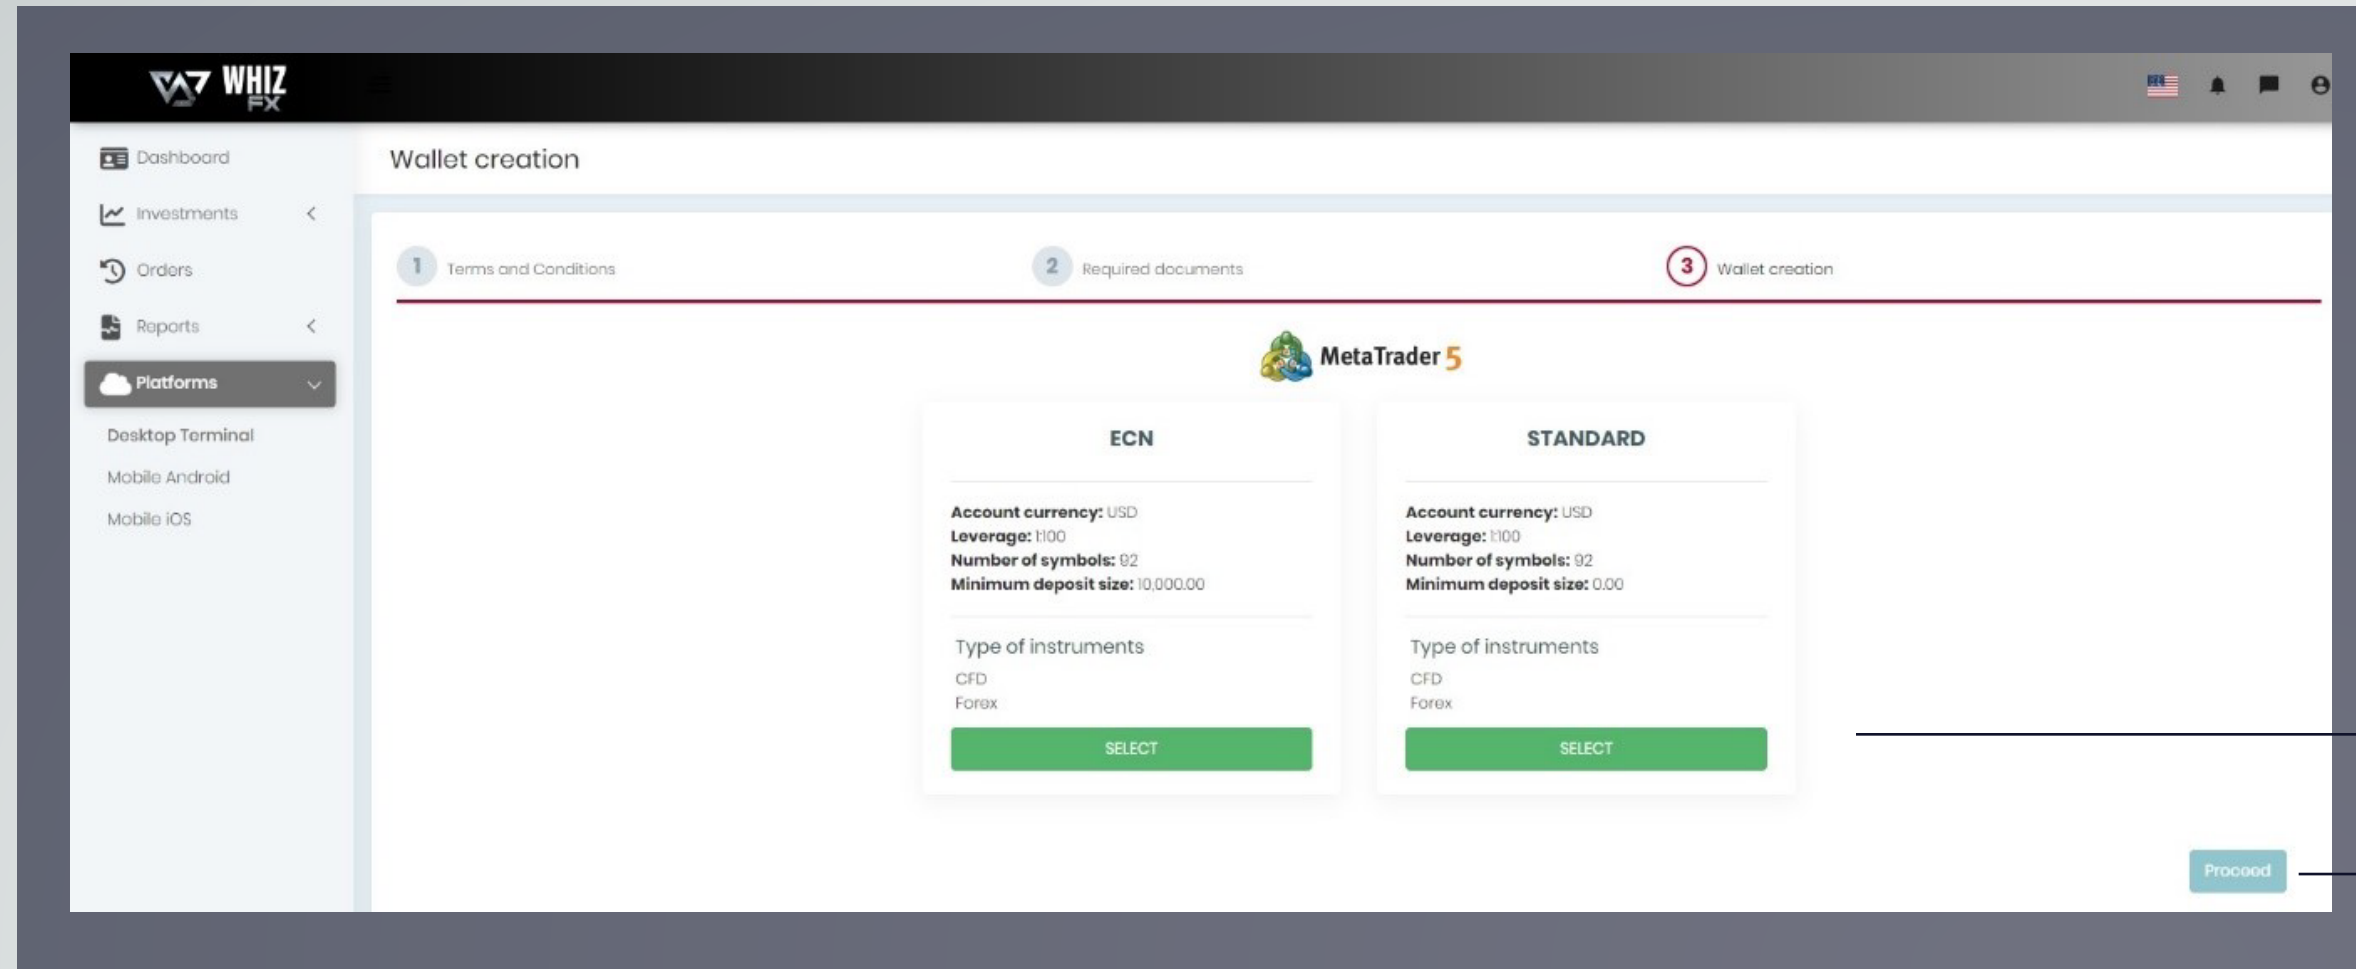 WHIZ
FX
Dashboard
Investments
Orders
Reports
Platforms
Desktop Terminal
Mobile Android
Mobile iOS
Wallet creation
1 Terms and Conditions
2 Required documents
3 Wallet creation
MetaTrader 5
ECN
Account currency: USD
Leverage: 1:100
Number of symbols: 92
Minimum deposit size: 10,000.00
Type of instruments
CFD
Forex
SELECT
STANDARD
Account currency: USD
Leverage: 1:100
Number of symbols: 92
Minimum deposit size: 0.00
Type of instruments
CFD
Forex
SELECT
Proceed